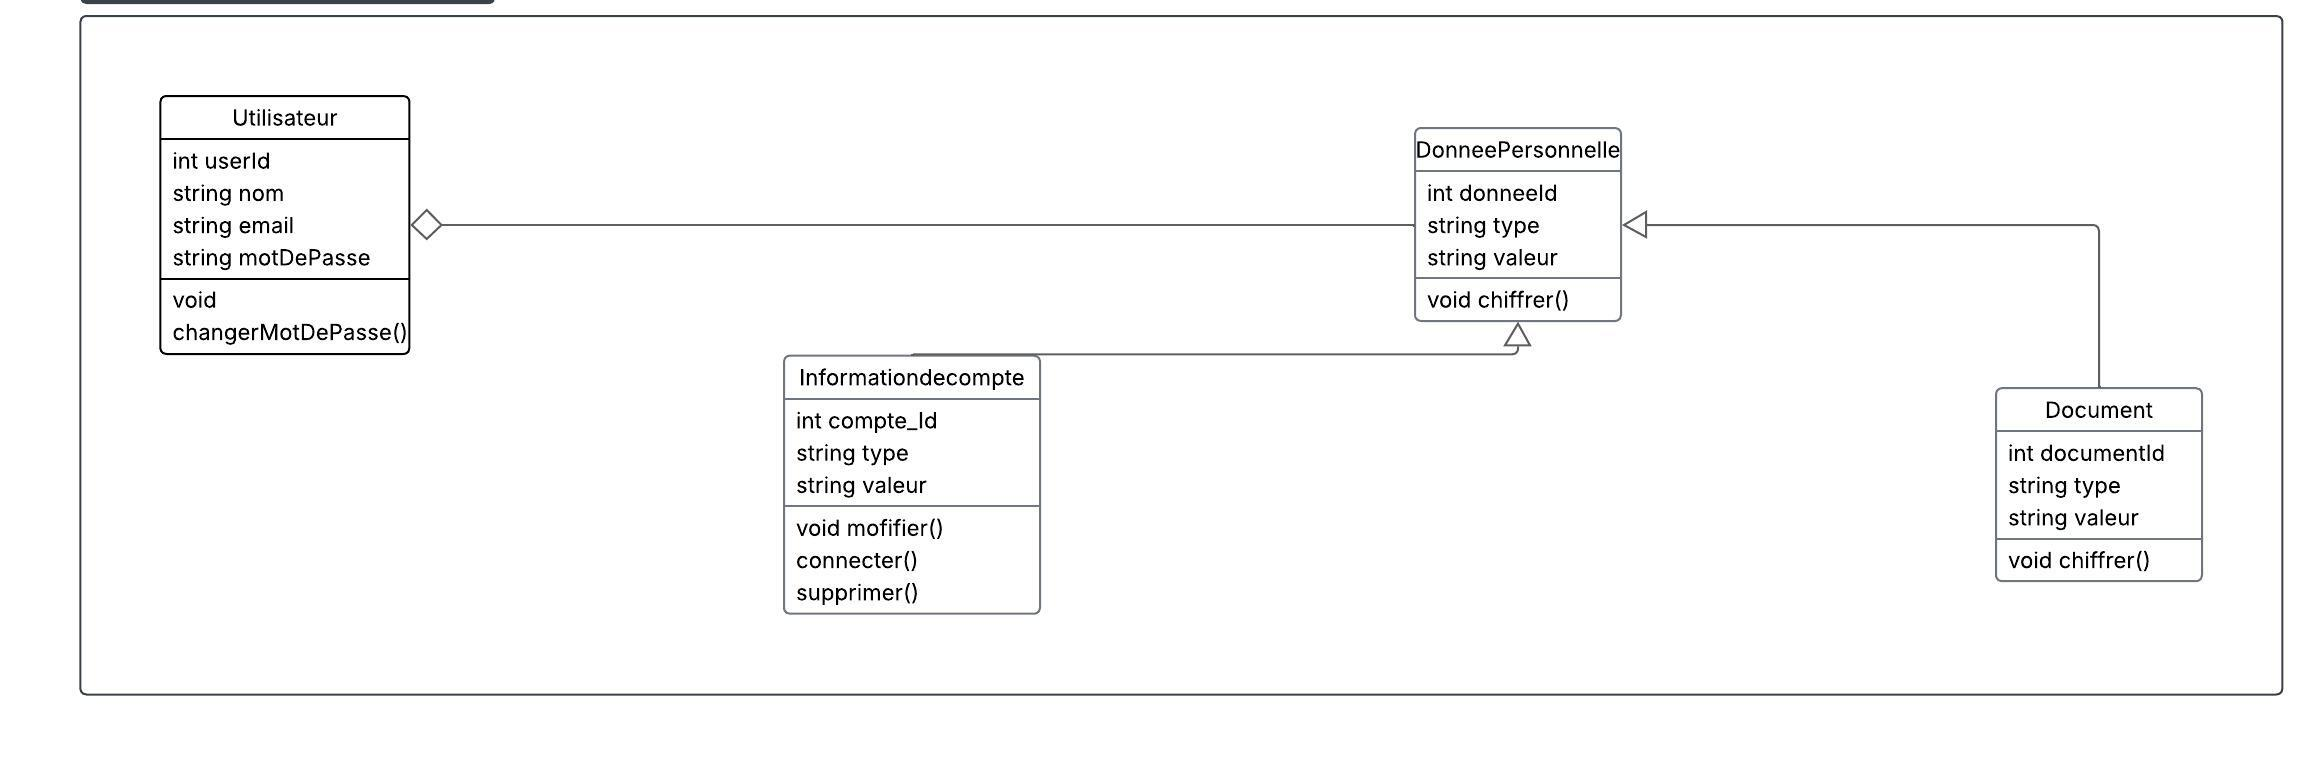 Utilisateur
int userId
string nom
string email
string motDePasse
void
changerMotDePasse()
DonneePersonnelle
int donneeId
string type
string valeur
void chiffrer()
Informationdecompte
int compte_Id
string type
string valeur
void mofifier()
connecter()
supprimer()
Document
int documentId
string type
string valeur
void chiffrer()